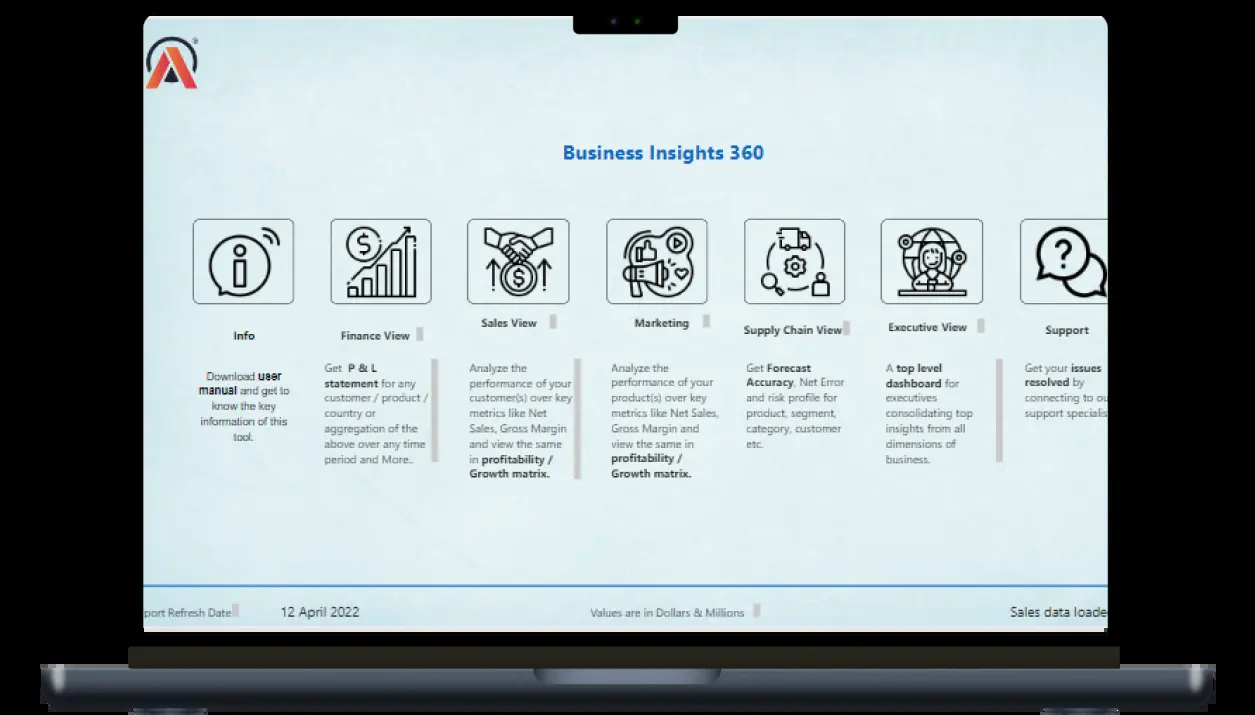 Business Insights 360
Info
Download user
manual and get to
know the key
information of this
tool.
Finance View
Get P & L
statement for any
customer / product /
country or
aggregation of the
above over any time
period and More..
Sales View
Analyze the
performance of your
customer(s) over key
metrics like Net
Sales, Gross Margin
and view the same
in profitability /
Growth matrix.
Marketing
Analyze the
performance of your
product(s) over key
metrics like Net Sales,
Gross Margin and
view the same in
profitability /
Growth matrix.
Supply Chain View
Get Forecast
Accuracy, Net Error
and risk profile for
product, segment,
category, customer
etc.
Executive View
A top level
dashboard for
executives
consolidating top
insights from all
dimensions of
business.
Support
Get your issues
resolved by
connecting to ou
support specialis
port Refresh Date
12 April 2022
Values are in Dollars & Millions
Sales data loade